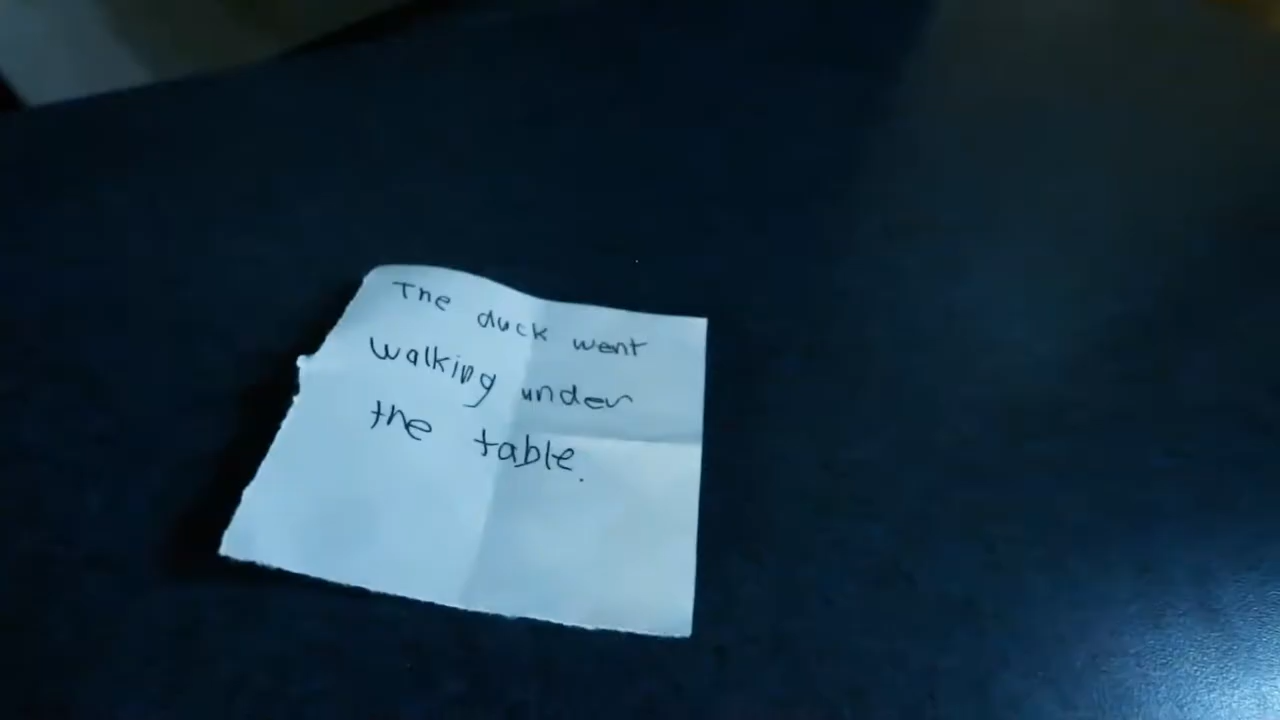 The duck went
walking under
the table.